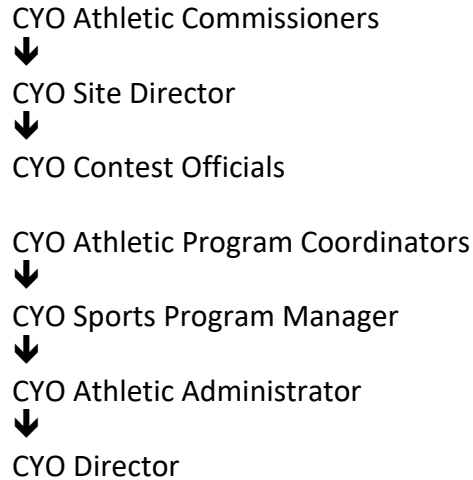 CYO Athletic Commissioners
🡻
CYO Site Director
🡻
CYO Contest Officials
CYO Athletic Program Coordinators
🡻
CYO Sports Program Manager
🡻
CYO Athletic Administrator
🡻
CYO Director